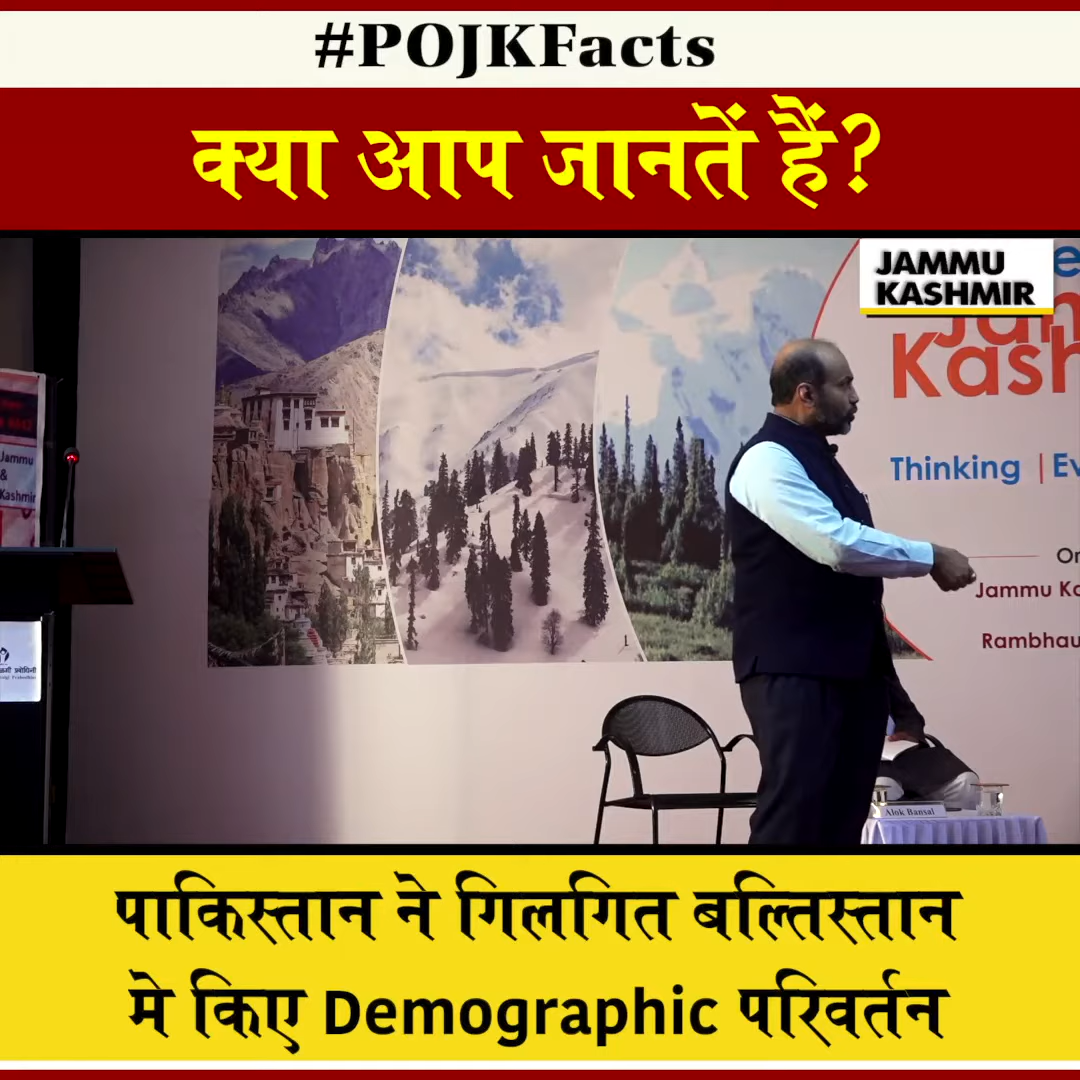 #POJKFacts
क्या आप जानतें हैं?
JAMMU
KASHMIR
Kash
Thinking | Ev
Jammu Ka
Rambhau
Jammu
&
Kashmir
Alok Bansal
पाकिस्तान ने गिलगित बल्तिस्तान
मे किए Demographic परिवर्तन